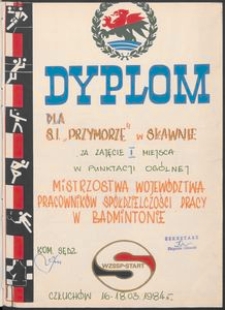 DYPLOM
DLA
S.I. „PRZYMORZE" w SŁAWNIE
ZA ZAJĘCIE I MIEJSCA
W PUNKTACJI OGÓLNEJ
MISTRZOSTWA WOJEWÓDZTWA
PRACOWNIKÓW SPÓŁDZIELCZOŚCI PRACY
W BADMINTONIE
KOM. SĘDZ.
WZSSP-START
CZŁUCHÓW 16-18.03.1984 r.